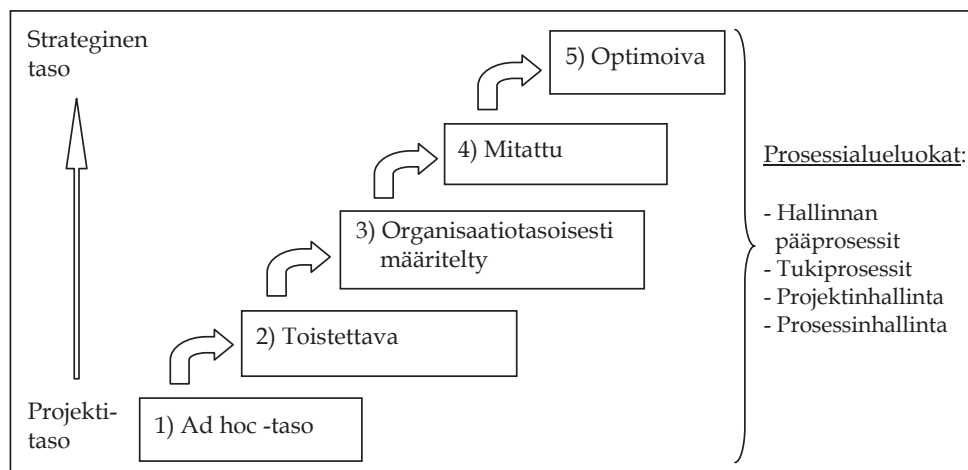 Strateginen
taso
5) Optimoiva
4) Mitattu
3) Organisaatiotasoisesti
määritelty
2) Toistettava
1) Ad hoc -taso
Projekti-
taso
Prosessialueluokat:
- Hallinnan
pääprosessit
- Tukiprosessit
- Projektinhallinta
- Prosessinhallinta